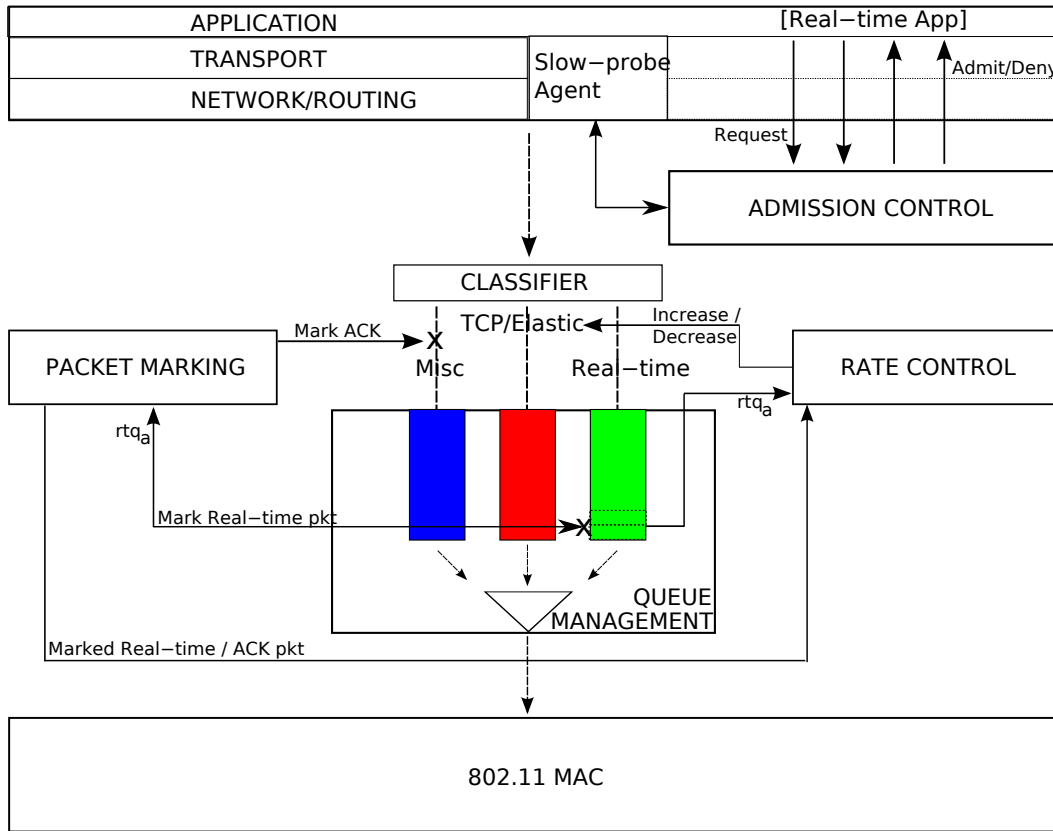 APPLICATION
[Real−time App]
TRANSPORT
Slow−probe
Agent
Admit/Deny
NETWORK/ROUTING
Request
ADMISSION CONTROL
CLASSIFIER
Mark ACK
X
TCP/Elastic
Increase /
Decrease
PACKET MARKING
Misc
Real−time
RATE CONTROL
rtqa
rtqa
Mark Real−time pkt
X
QUEUE
MANAGEMENT
Marked Real−time / ACK pkt
802.11 MAC